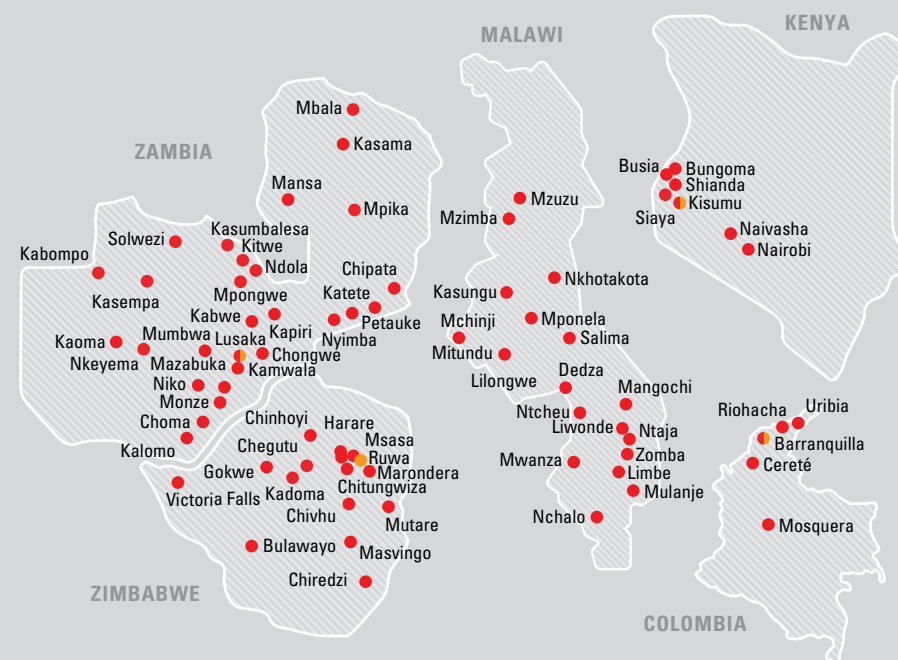 KENYA
MALAWI
ZAMBIA
ZIMBABWE
COLOMBIA
Mbala
Kasama
Mansa
Mpika
Kasumbalesa
Solwezi
Kitwe
Kabompo
Ndola
Chipata
Kasempa
Mpongwe
Katete
Kabwe
Petauke
Kapiri
Nyimba
Mumbwa
Lusaka
Kaoma
Chongwe
Nkeyema
Mazabuka
Kamwala
Niko
Monze
Choma
Kalomo
Chinhoyi
Harare
Chegutu
Msasa
Ruwa
Gokwe
Marondera
Victoria Falls
Kadoma
Chitungwiza
Chivhu
Mutare
Bulawayo
Masvingo
Chiredzi
Mzuzu
Mzimba
Nkhotakota
Kasungu
Mponela
Mchinji
Salima
Mitundu
Lilongwe
Dedza
Mangochi
Ntcheu
Liwonde
Ntaja
Zomba
Mwanza
Limbe
Mulanje
Nchalo
Busia
Bungoma
Shianda
Kisumu
Siaya
Naivasha
Nairobi
Riohacha
Uribia
Barranquilla
Cereté
Mosquera